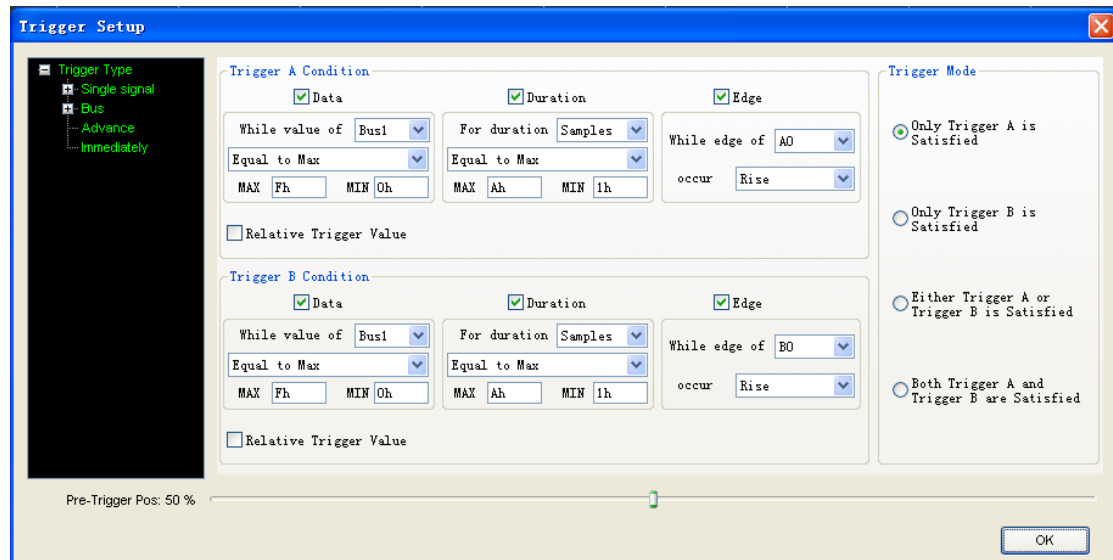 Trigger Setup
Trigger Type
Single signal
Bus
Advance
Immediately
Trigger A Condition
Data
Duration
Edge
While value of Bus1
For duration Samples
While edge of A0
Equal to Max
Equal to Max
occur Rise
MAX Fh MIN 0h
MAX Ah MIN 1h
Relative Trigger Value
Trigger B Condition
Data
Duration
Edge
While value of Bus1
For duration Samples
While edge of B0
Equal to Max
Equal to Max
occur Rise
MAX Fh MIN 0h
MAX Ah MIN 1h
Relative Trigger Value
Trigger Mode
Only Trigger A is
Satisfied
Only Trigger B is
Satisfied
Either Trigger A or
Trigger B is Satisfied
Both Trigger A and
Trigger B are Satisfied
Pre-Trigger Pos: 50 %
OK